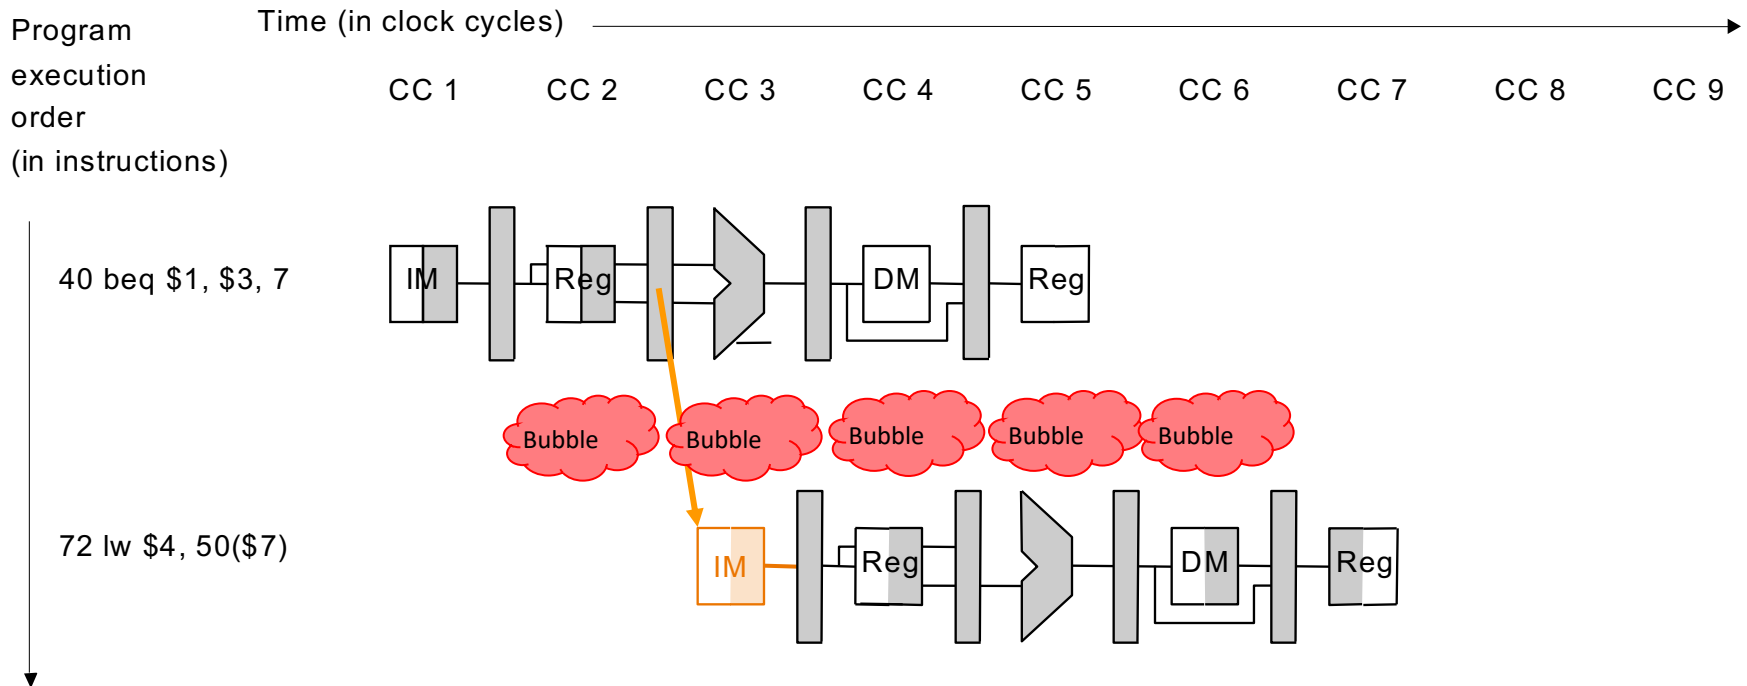 Program
execution
order
(in instructions)
Time (in clock cycles)
CC 1 CC 2 CC 3 CC 4 CC 5 CC 6 CC 7 CC 8 CC 9
40 beq $1, $3, 7
IM Reg DM Reg
Bubble Bubble Bubble Bubble Bubble
72 lw $4, 50($7)
IM Reg DM Reg